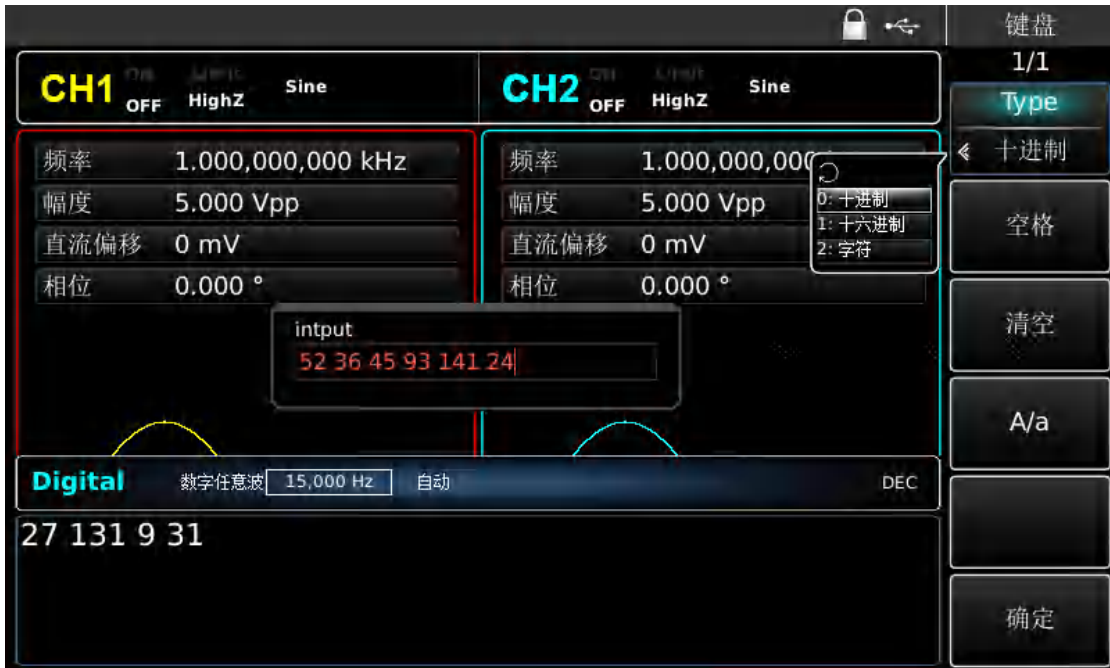 键盘
1/1
CH1 On Limit Sine
OFF HighZ
CH2 On Limit Sine
OFF HighZ
Type
十进制
频率 1.000,000,000 kHz
幅度 5.000 Vpp
直流偏移 0 mV
相位 0.000 °
频率 1.000,000,000
幅度 5.000 Vpp
直流偏移 0 mV
相位 0.000 °
0: 十进制
1: 十六进制
2: 字符
空格
清空
A/a
确定
intput
52 36 45 93 141 24
Digital 数字任意波 15,000 Hz 自动 DEC
27 131 9 31